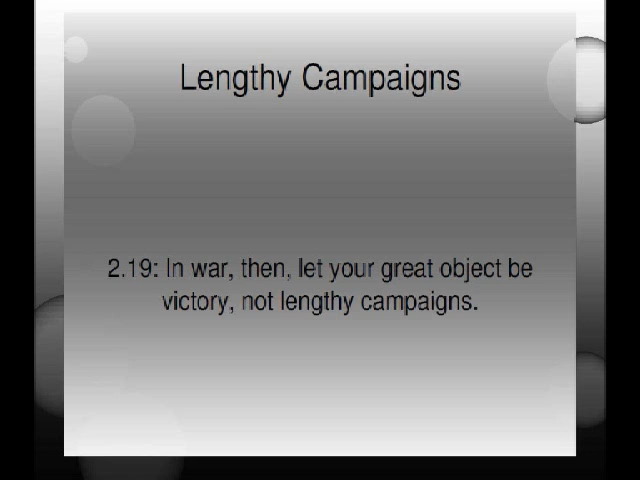 Lengthy Campaigns
2.19: In war, then, let your great object be
victory, not lengthy campaigns.